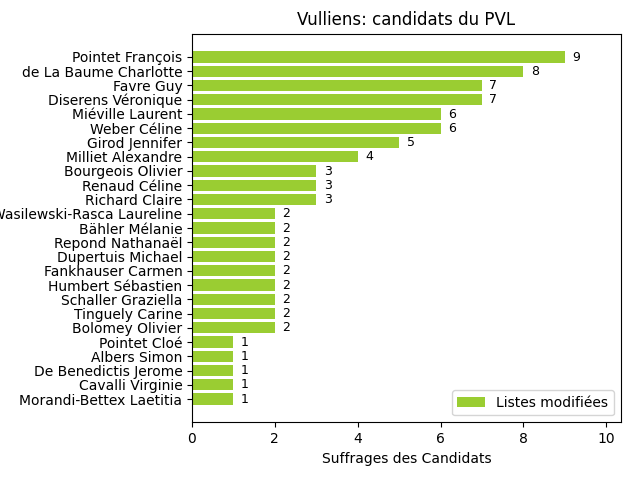 Vulliens: candidats du PVL
Pointet François 9
de La Baume Charlotte 8
Favre Guy 7
Diserens Véronique 7
Miéville Laurent 6
Weber Céline 6
Girod Jennifer 5
Milliet Alexandre 4
Bourgeois Olivier 3
Renaud Céline 3
Richard Claire 3
Wasilewski-Rasca Laureline 2
Bähler Mélanie 2
Repond Nathanaël 2
Dupertuis Michael 2
Fankhauser Carmen 2
Humbert Sébastien 2
Schaller Graziella 2
Tinguely Carine 2
Bolomey Olivier 2
Pointet Cloé 1
Albers Simon 1
De Benedictis Jerome 1
Cavalli Virginie 1
Morandi-Bettex Laetitia 1
Listes modifiées
0 2 4 6 8 10
Suffrages des Candidats